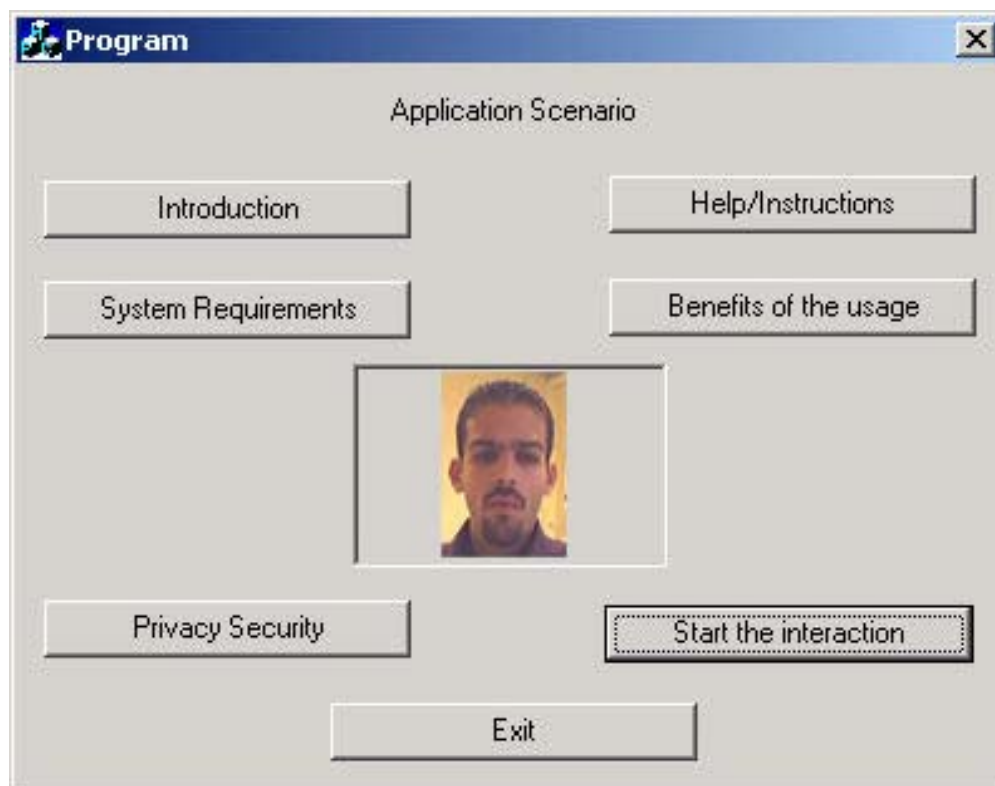 Program
Application Scenario
Introduction
Help/Instructions
System Requirements
Benefits of the usage
Privacy Security
Start the interaction
Exit